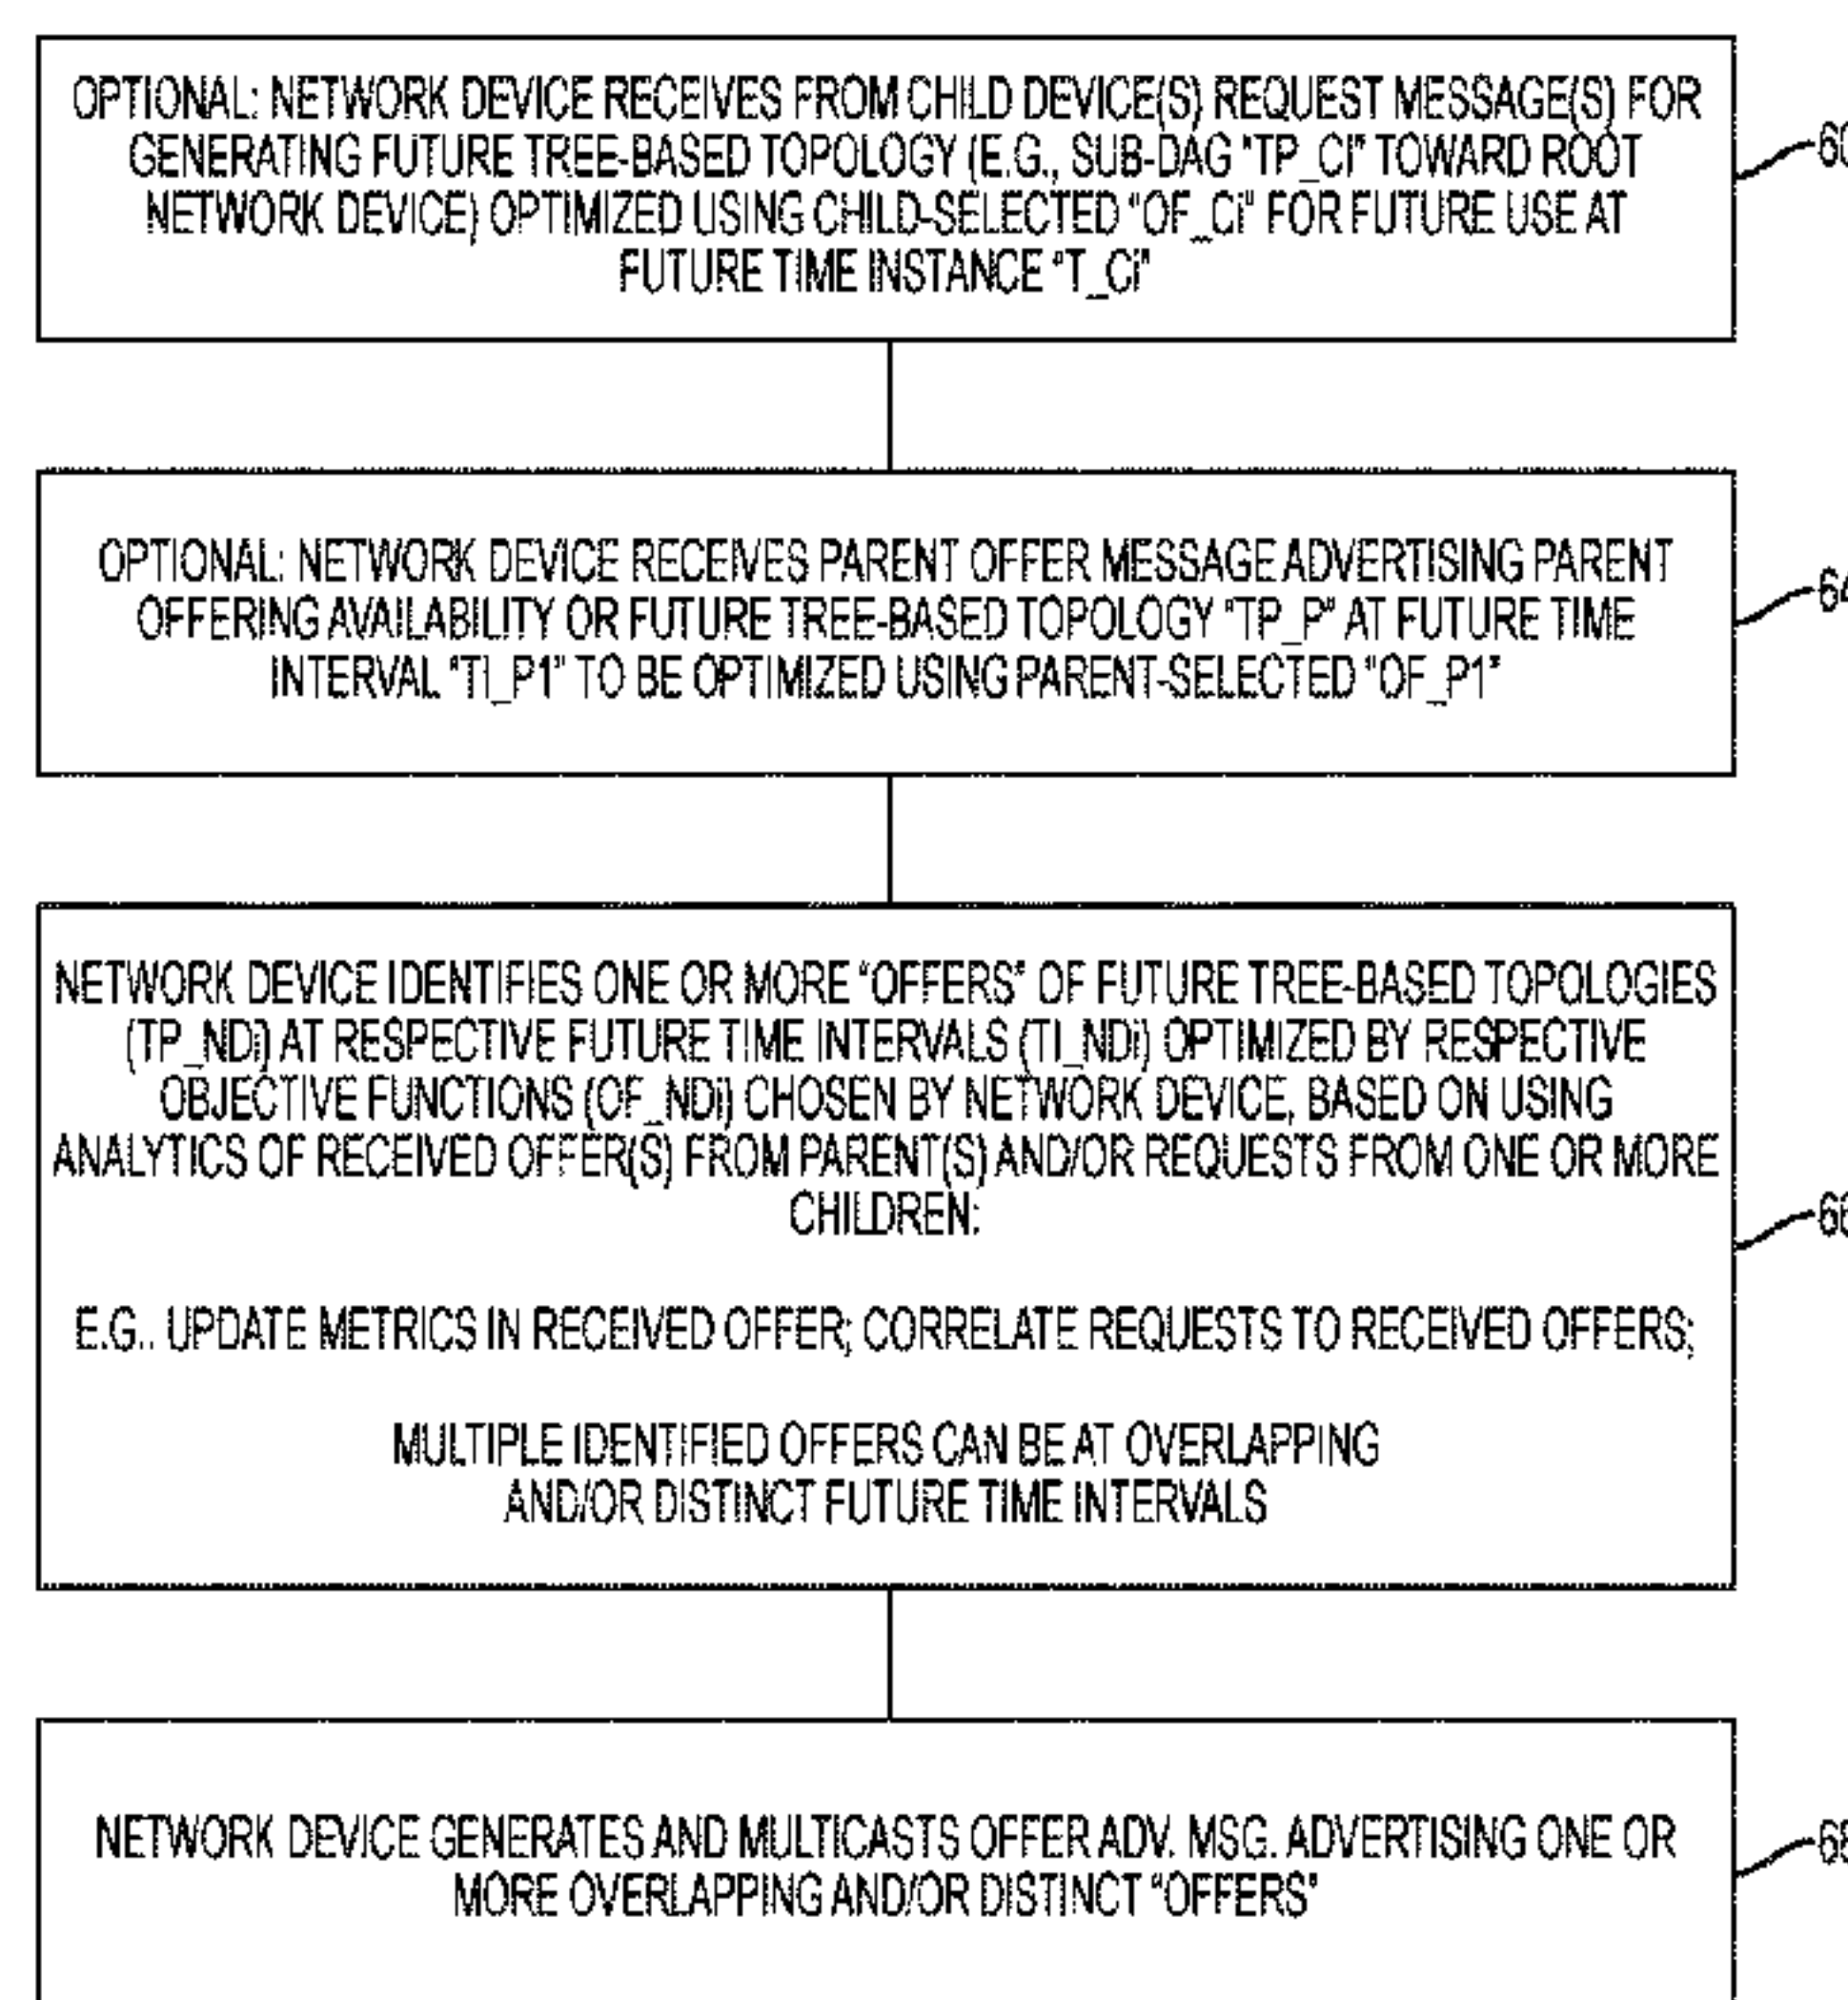 OPTIONAL: NETWORK DEVICE RECEIVES FROM CHILD DEVICE(S) REQUEST MESSAGE(S) FOR
GENERATING FUTURE TREE-BASED TOPOLOGY (E.G., SUB-DAG "TP_Ci" TOWARD ROOT
NETWORK DEVICE) OPTIMIZED USING CHILD-SELECTED "OF_Ci" FOR FUTURE USE AT
FUTURE TIME INSTANCE "T_Ci"
60
OPTIONAL: NETWORK DEVICE RECEIVES PARENT OFFER MESSAGE ADVERTISING PARENT
OFFERING AVAILABILITY OR FUTURE TREE-BASED TOPOLOGY "TP_P" AT FUTURE TIME
INTERVAL "TI_P1" TO BE OPTIMIZED USING PARENT-SELECTED "OF_P1"
64
NETWORK DEVICE IDENTIFIES ONE OR MORE "OFFERS" OF FUTURE TREE-BASED TOPOLOGIES
(TP_NDi) AT RESPECTIVE FUTURE TIME INTERVALS (TI_NDi) OPTIMIZED BY RESPECTIVE
OBJECTIVE FUNCTIONS (OF_NDi) CHOSEN BY NETWORK DEVICE, BASED ON USING
ANALYTICS OF RECEIVED OFFER(S) FROM PARENT(S) AND/OR REQUESTS FROM ONE OR MORE
CHILDREN:
66
E.G.. UPDATE METRICS IN RECEIVED OFFER; CORRELATE REQUESTS TO RECEIVED OFFERS;
MULTIPLE IDENTIFIED OFFERS CAN BE AT OVERLAPPING
AND/OR DISTINCT FUTURE TIME INTERVALS
NETWORK DEVICE GENERATES AND MULTICASTS OFFER ADV. MSG. ADVERTISING ONE OR
MORE OVERLAPPING AND/OR DISTINCT "OFFERS"
68